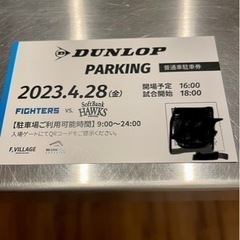 DUNLOP
PARKING 普通車駐車券
2023.4.28(金)
開場予定 16:00
試合開始 18:00
FIGHTERS VS. SoftBank HAWKS
【駐車場ご利用可能時間】9:00~24:00
入場ゲートにてQRコードをご提示ください。
F VILLAGE